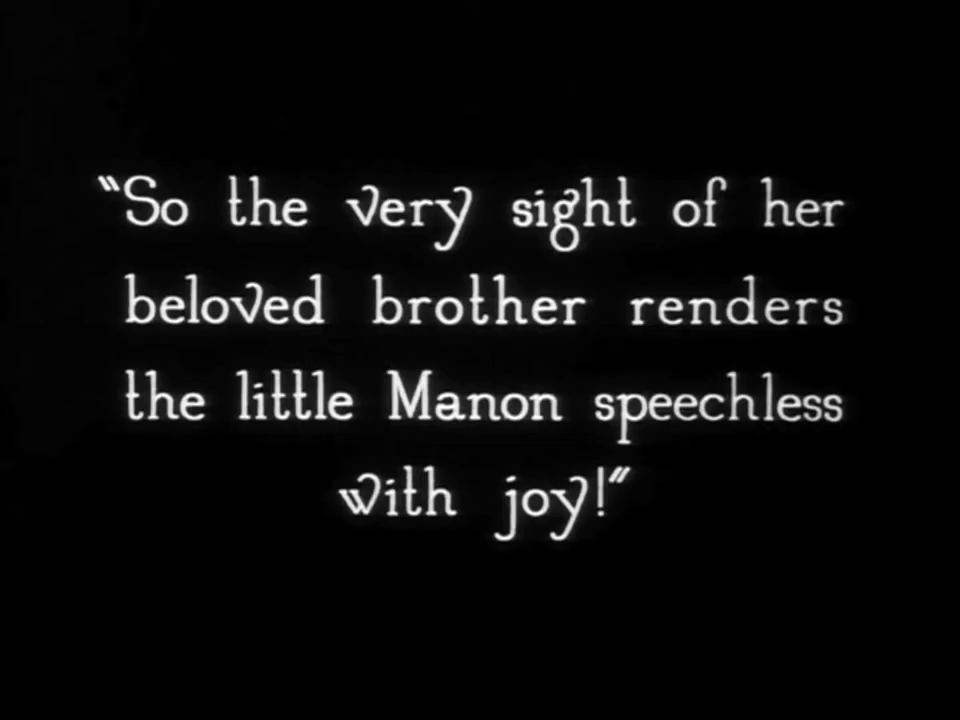 "So the very sight of her
beloved brother renders
the little Manon speechless
with joy!"